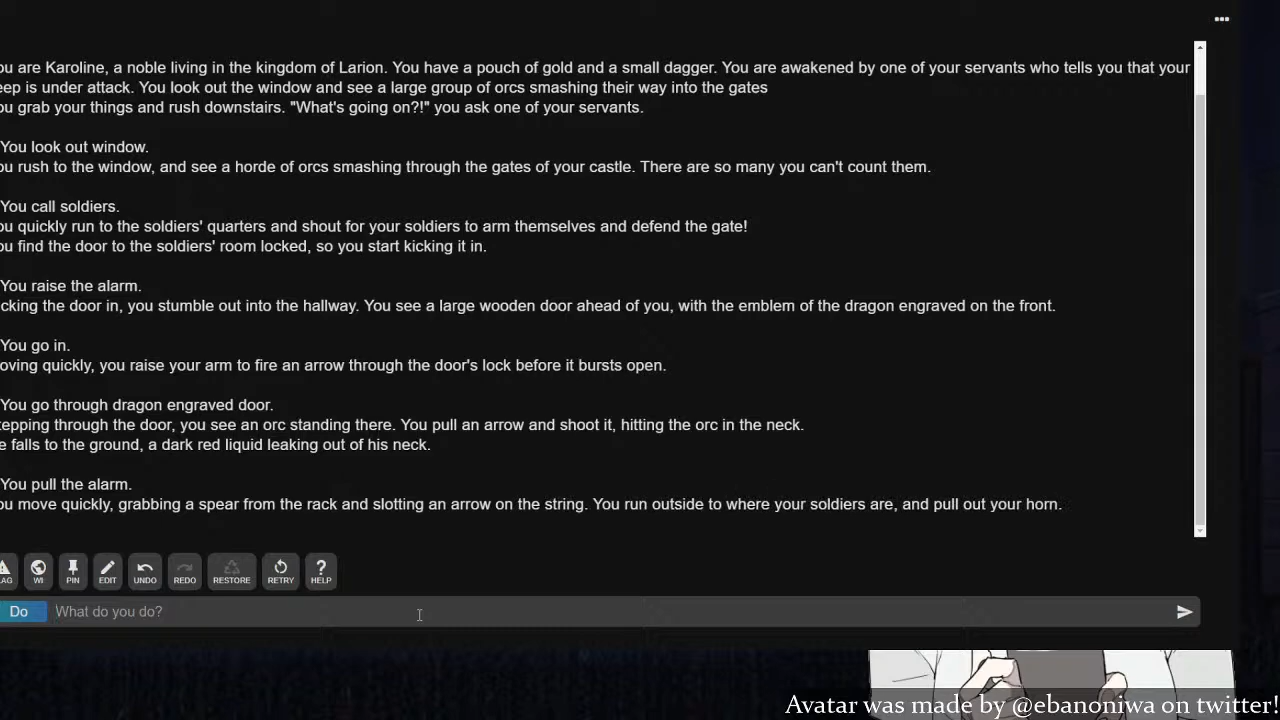 ou are Karoline, a noble living in the kingdom of Larion. You have a pouch of gold and a small dagger. You are awakened by one of your servants who tells you that your
eep is under attack. You look out the window and see a large group of orcs smashing their way into the gates
ou grab your things and rush downstairs. "What's going on?!" you ask one of your servants.
You look out window.
ou rush to the window, and see a horde of orcs smashing through the gates of your castle. There are so many you can't count them.
You call soldiers.
ou quickly run to the soldiers' quarters and shout for your soldiers to arm themselves and defend the gate!
ou find the door to the soldiers' room locked, so you start kicking it in.
You raise the alarm.
cking the door in, you stumble out into the hallway. You see a large wooden door ahead of you, with the emblem of the dragon engraved on the front.
You go in.
oving quickly, you raise your arm to fire an arrow through the door's lock before it bursts open.
You go through dragon engraved door.
tepping through the door, you see an orc standing there. You pull an arrow and shoot it, hitting the orc in the neck.
e falls to the ground, a dark red liquid leaking out of his neck.
You pull the alarm.
ou move quickly, grabbing a spear from the rack and slotting an arrow on the string. You run outside to where your soldiers are, and pull out your horn.
LAG WI PIN EDIT UNDO REDO RESTORE RETRY HELP
Do What do you do?
Avatar was made by @ebanoniwa on twitter!